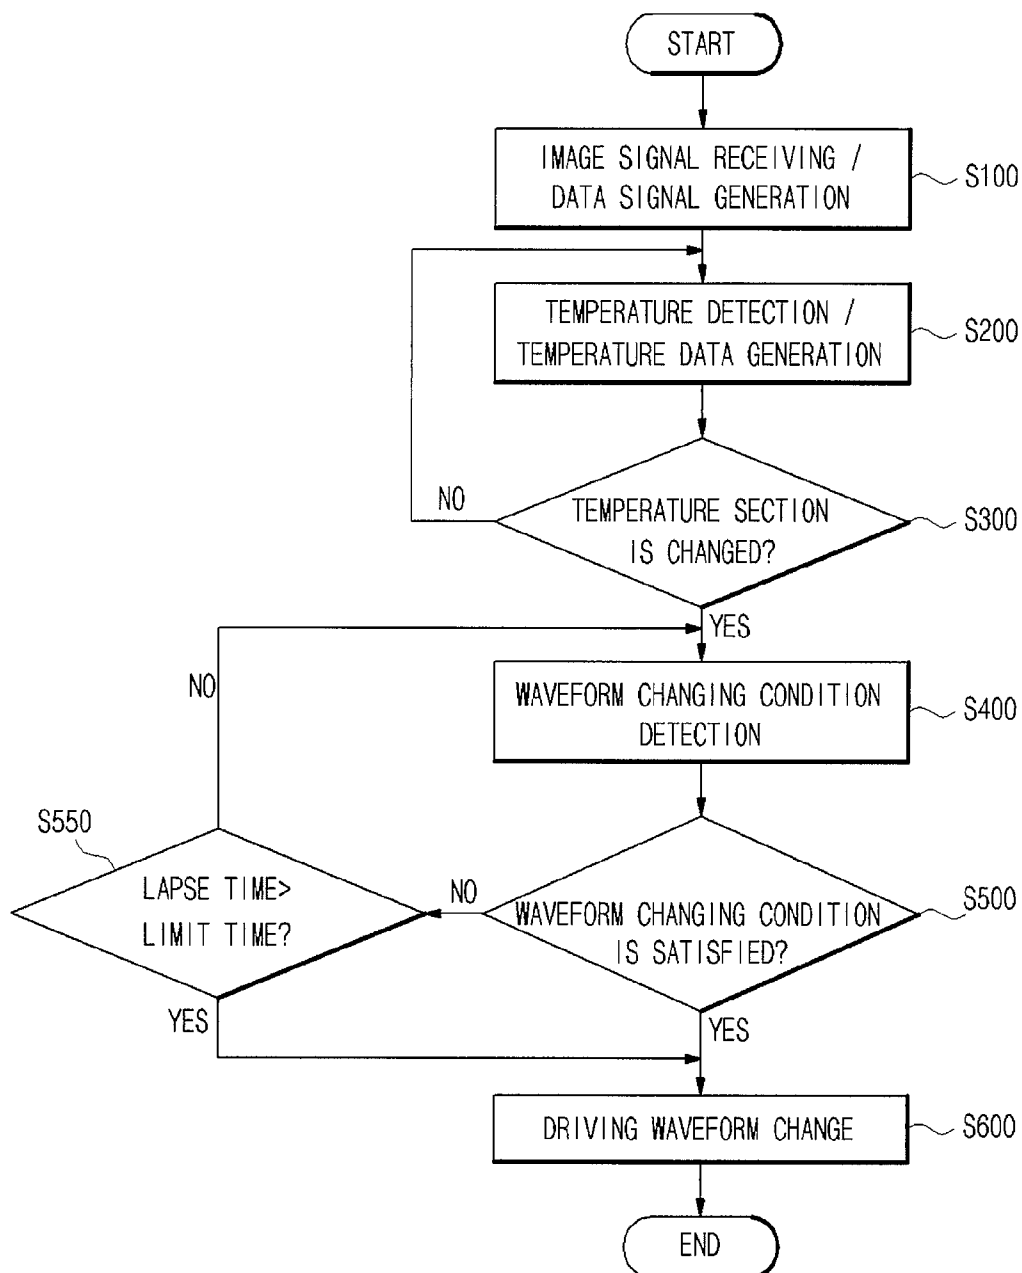 START
IMAGE SIGNAL RECEIVING /
DATA SIGNAL GENERATION
S100
TEMPERATURE DETECTION /
TEMPERATURE DATA GENERATION
S200
NO
TEMPERATURE SECTION
IS CHANGED?
S300
YES
NO
WAVEFORM CHANGING CONDITION
DETECTION
S400
S550
LAPSE TIME>
LIMIT TIME?
NO
WAVEFORM CHANGING CONDITION
IS SATISFIED?
S500
YES
YES
DRIVING WAVEFORM CHANGE
S600
END